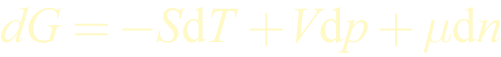 dG = −SdT + Vdp + μdn